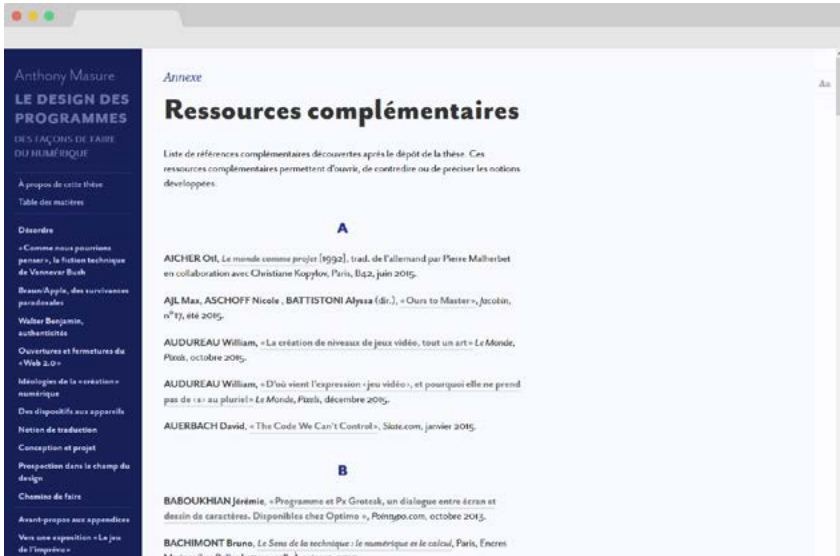 Anthony Masure
LE DESIGN DES
PROGRAMMES
DES FAÇONS DE FAIRE
DU NUMÉRIQUE
À propos de cette thèse
Table des matières
Désordre
«Comme nous pourrions
penser», la fiction technique
de Vannevar Bush
Braun/Apple, des survivances
paradoxales
Walter Benjamin,
authenticités
Ouvertures et fermetures du
«Web 2.0»
Idéologies de la «création»
numérique
Des dispositifs aux appareils
Notion de traduction
Conception et projet
Prospection dans le champ du
design
Chemins de faire
Avant-propos aux appendices
Vers une exposition «Le jeu
de l'imprévu»
Annexe
Ressources complémentaires
Aa
Liste de références complémentaires découvertes après le dépôt de la thèse. Ces
ressources complémentaires permettent d'ouvrir, de contredire ou de préciser les notions
développées.
A
AICHER Otl, Le monde comme projet [1992], trad. de l'allemand par Pierre Malherbet
en collaboration avec Christiane Kopylov, Paris, B42, juin 2015.
AJL Max, ASCHOFF Nicole , BATTISTONI Alyssa (dir.), «Ours to Master», Jacobin,
n°17, été 2015.
AUDUREAU William, «La création de niveaux de jeux vidéo, tout un art» Le Monde,
Pixels, octobre 2015.
AUDUREAU William, «D'où vient l'expression ‹jeu vidéo›, et pourquoi elle ne prend
pas de ‹s› au pluriel» Le Monde, Pixels, décembre 2015.
AUERBACH David, «The Code We Can't Control», Slate.com, janvier 2015.
B
BABOUKHIAN Jérémie, «Programme et Px Grotesk, un dialogue entre écran et
dessin de caractères. Disponibles chez Optimo », Pointypo.com, octobre 2013.
BACHIMONT Bruno, Le Sens de la technique : le numérique et le calcul, Paris, Encres